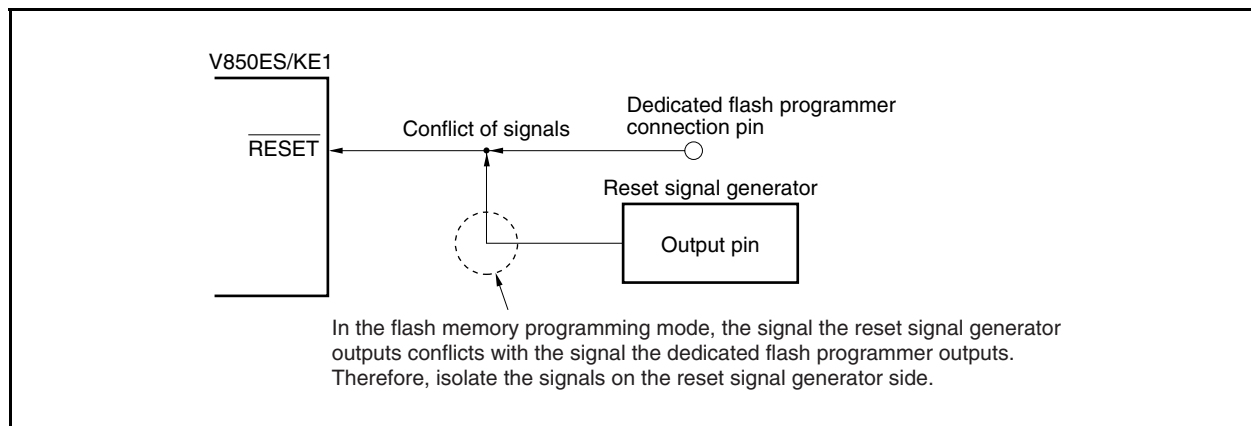 V850ES/KE1
Dedicated flash programmer
connection pin
Conflict of signals
RESET
Reset signal generator
Output pin
In the flash memory programming mode, the signal the reset signal generator
outputs conflicts with the signal the dedicated flash programmer outputs.
Therefore, isolate the signals on the reset signal generator side.